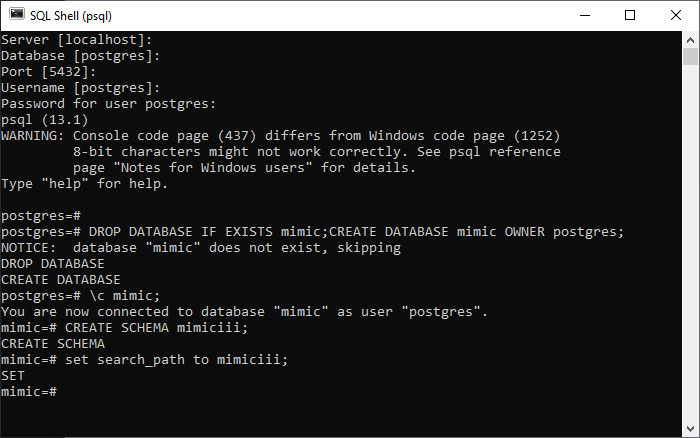 SQL Shell (psql)
Server [localhost]:
Database [postgres]:
Port [5432]:
Username [postgres]:
Password for user postgres:
psql (13.1)
WARNING: Console code page (437) differs from Windows code page (1252)
         8-bit characters might not work correctly. See psql reference
         page "Notes for Windows users" for details.
Type "help" for help.

postgres=#
postgres=# DROP DATABASE IF EXISTS mimic;CREATE DATABASE mimic OWNER postgres;
NOTICE:  database "mimic" does not exist, skipping
DROP DATABASE
CREATE DATABASE
postgres=# \c mimic;
You are now connected to database "mimic" as user "postgres".
mimic=# CREATE SCHEMA mimiciii;
CREATE SCHEMA
mimic=# set search_path to mimiciii;
SET
mimic=#